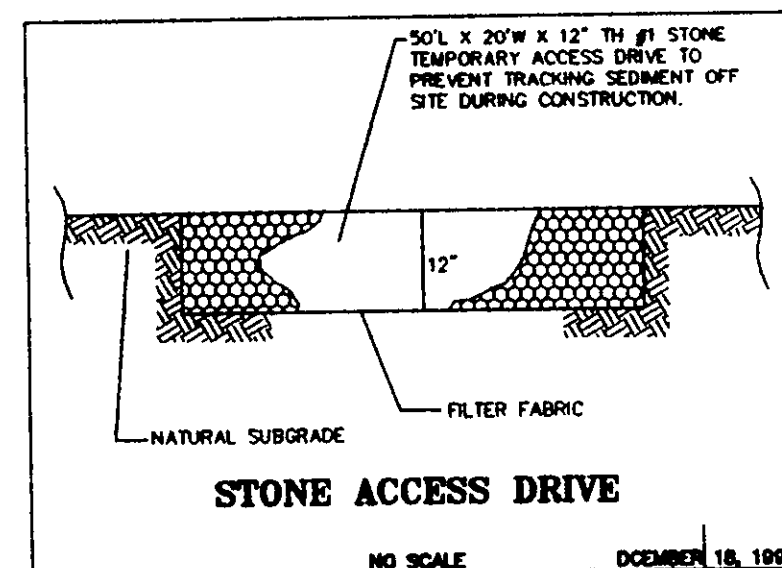 50'L X 20'W X 12" TH #1 STONE
TEMPORARY ACCESS DRIVE TO
PREVENT TRACKING SEDIMENT OFF
SITE DURING CONSTRUCTION.
12"
FILTER FABRIC
NATURAL SUBGRADE
STONE ACCESS DRIVE
NO SCALE DCEMBER 18, 199